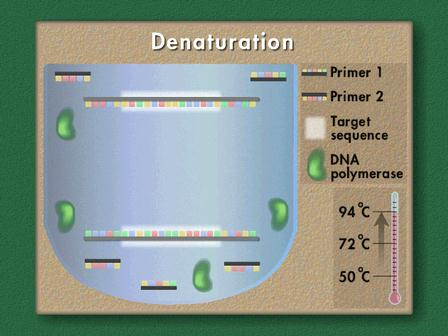 Denaturation
Primer 1
Primer 2
Target
sequence
DNA
polymerase
94°C
72°C
50°C